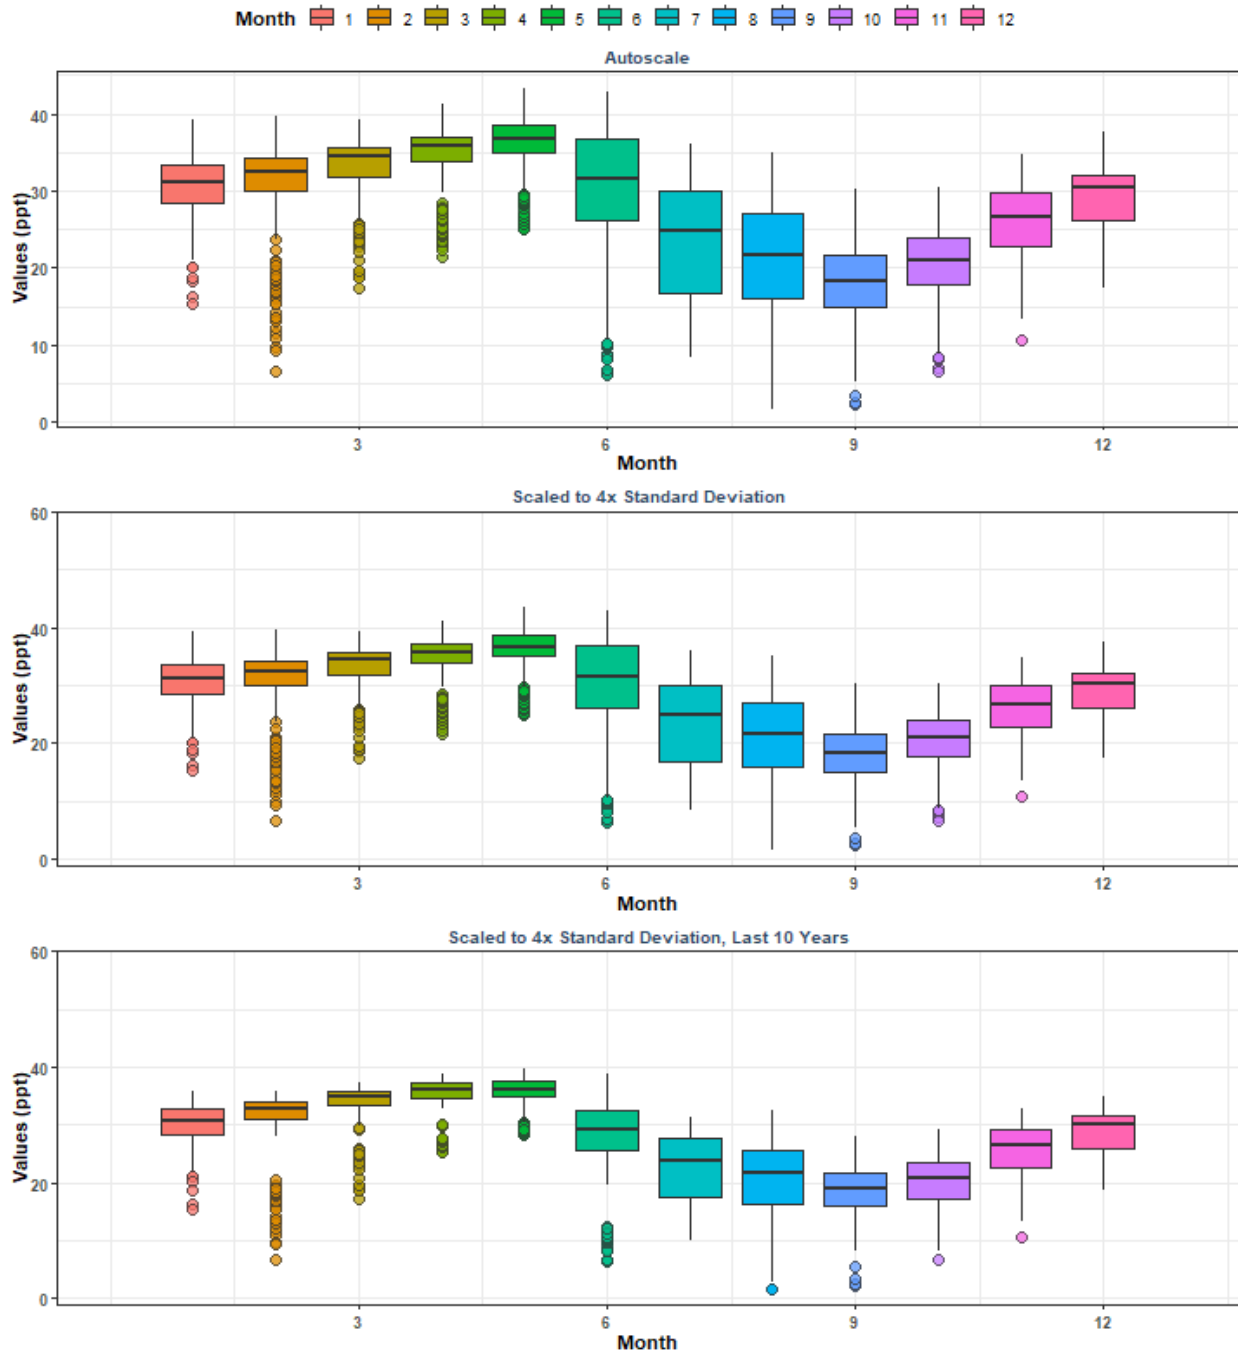 Month 1 2 3 4 5 6 7 8 9 10 11 12
Autoscale
Values (ppt)
40
30
20
10
0
3 6 9 12
Month
Scaled to 4x Standard Deviation
Values (ppt)
60
40
20
0
3 6 9 12
Month
Scaled to 4x Standard Deviation, Last 10 Years
Values (ppt)
60
40
20
0
3 6 9 12
Month